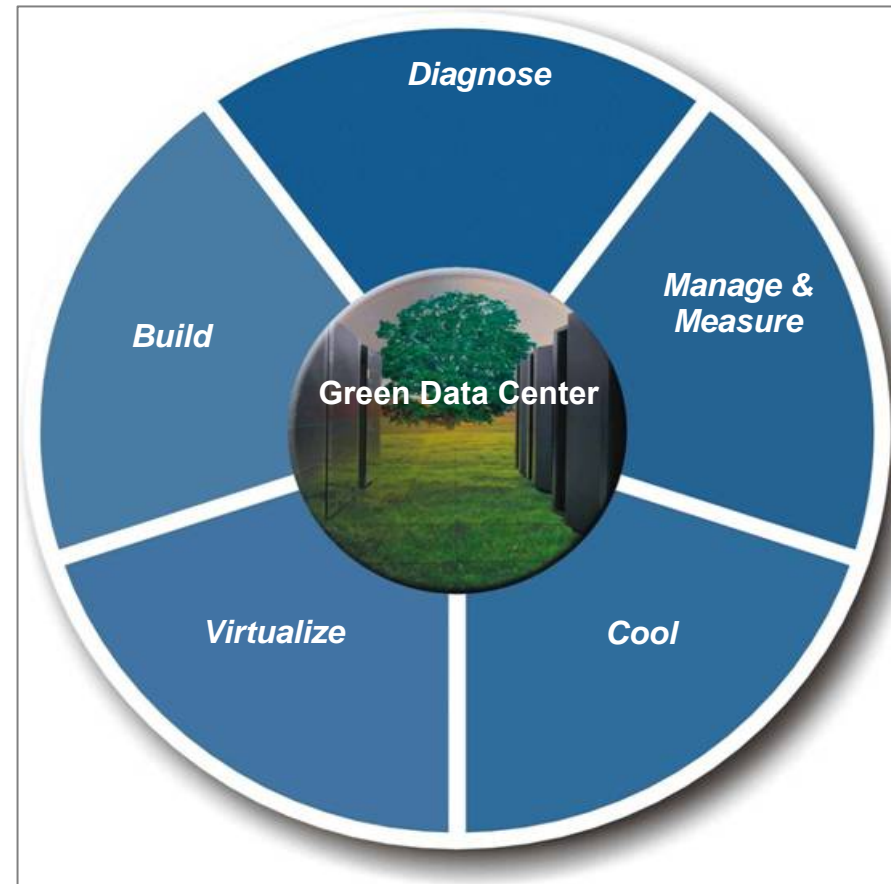 Diagnose
Manage &
Measure
Build
Green Data Center
Virtualize
Cool